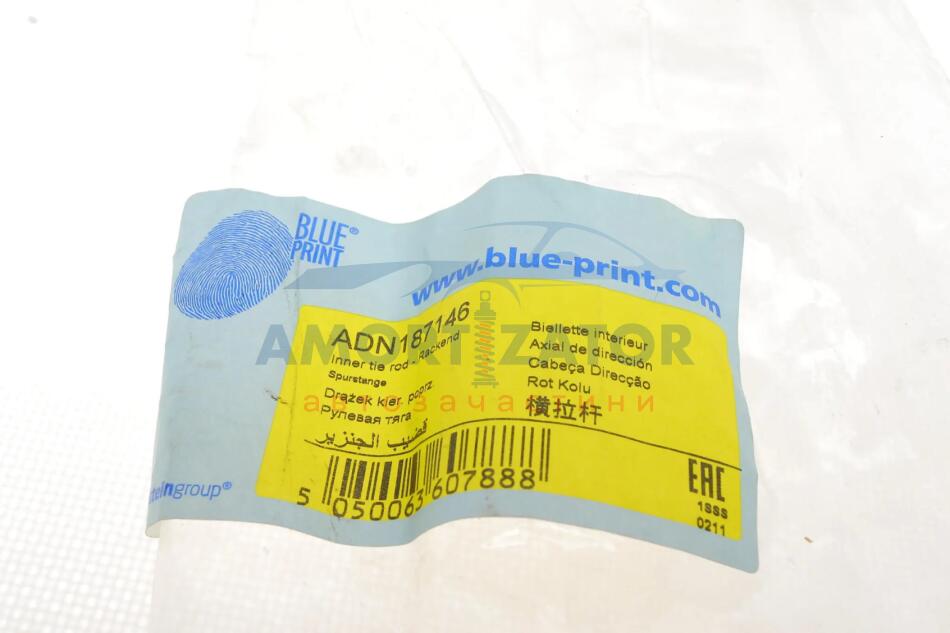 BLUE®
PRINT
www.blue-print.com
ADN187146
Inner tie rod - Rackend
Spurstange
Drążek kier. poprz.
Рулевая тяга
قضيب الجنزير
Biellette interieur
Axial de dirección
Cabeça Direcção
Rot Kolu
横拉杆
AMORTIZATOR
автозачастини
5 050063 607888
EAC
1SSS
0211
steingroup®